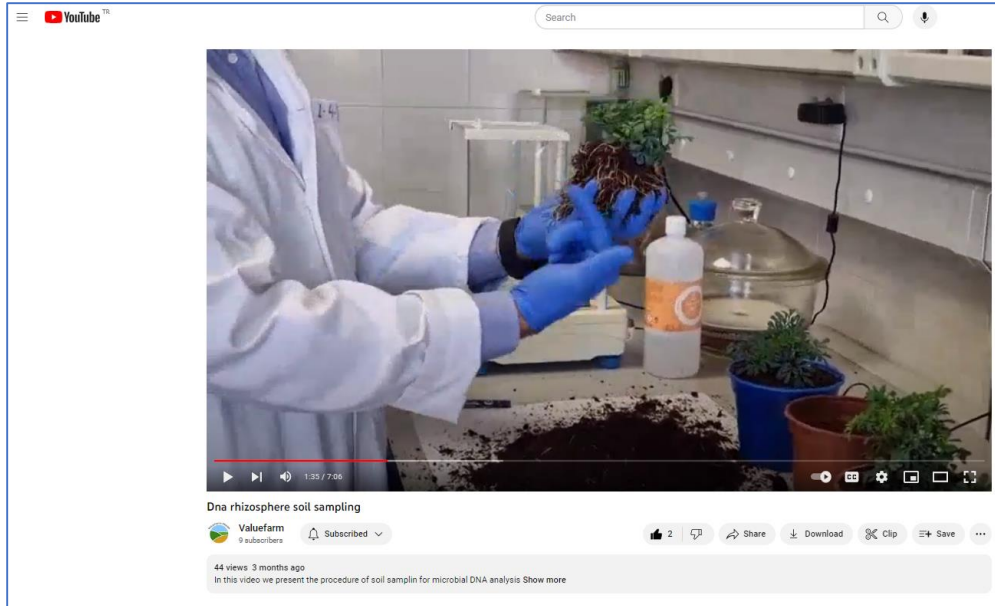 YouTube TR
Search
1:35 / 7:06
CC
Dna rhizosphere soil sampling
Valuefarm
9 subscribers
Subscribed
2
Share
Download
Clip
Save
44 views 3 months ago
In this video we present the procedure of soil samplin for microbial DNA analysis Show more